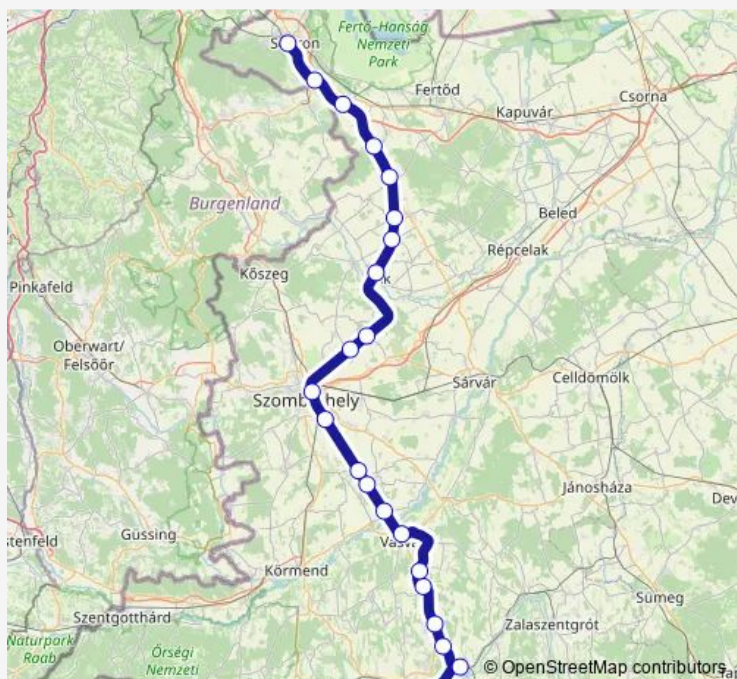 Fertő-Hanság
Nemzeti
Park
Fertőd
Csorna
Kapuvár
Burgenland
Beled
Répcelak
Kőszeg
Pinkafeld
Oberwart/
Felsőőr
Sárvár
Celldömölk
Jánosháza
Gussing
Körmend
Sümeg
Szentgotthárd
Zalaszentgrót
Naturpark
Raab
Őrségi
Nemzeti
© OpenStreetMap contributors